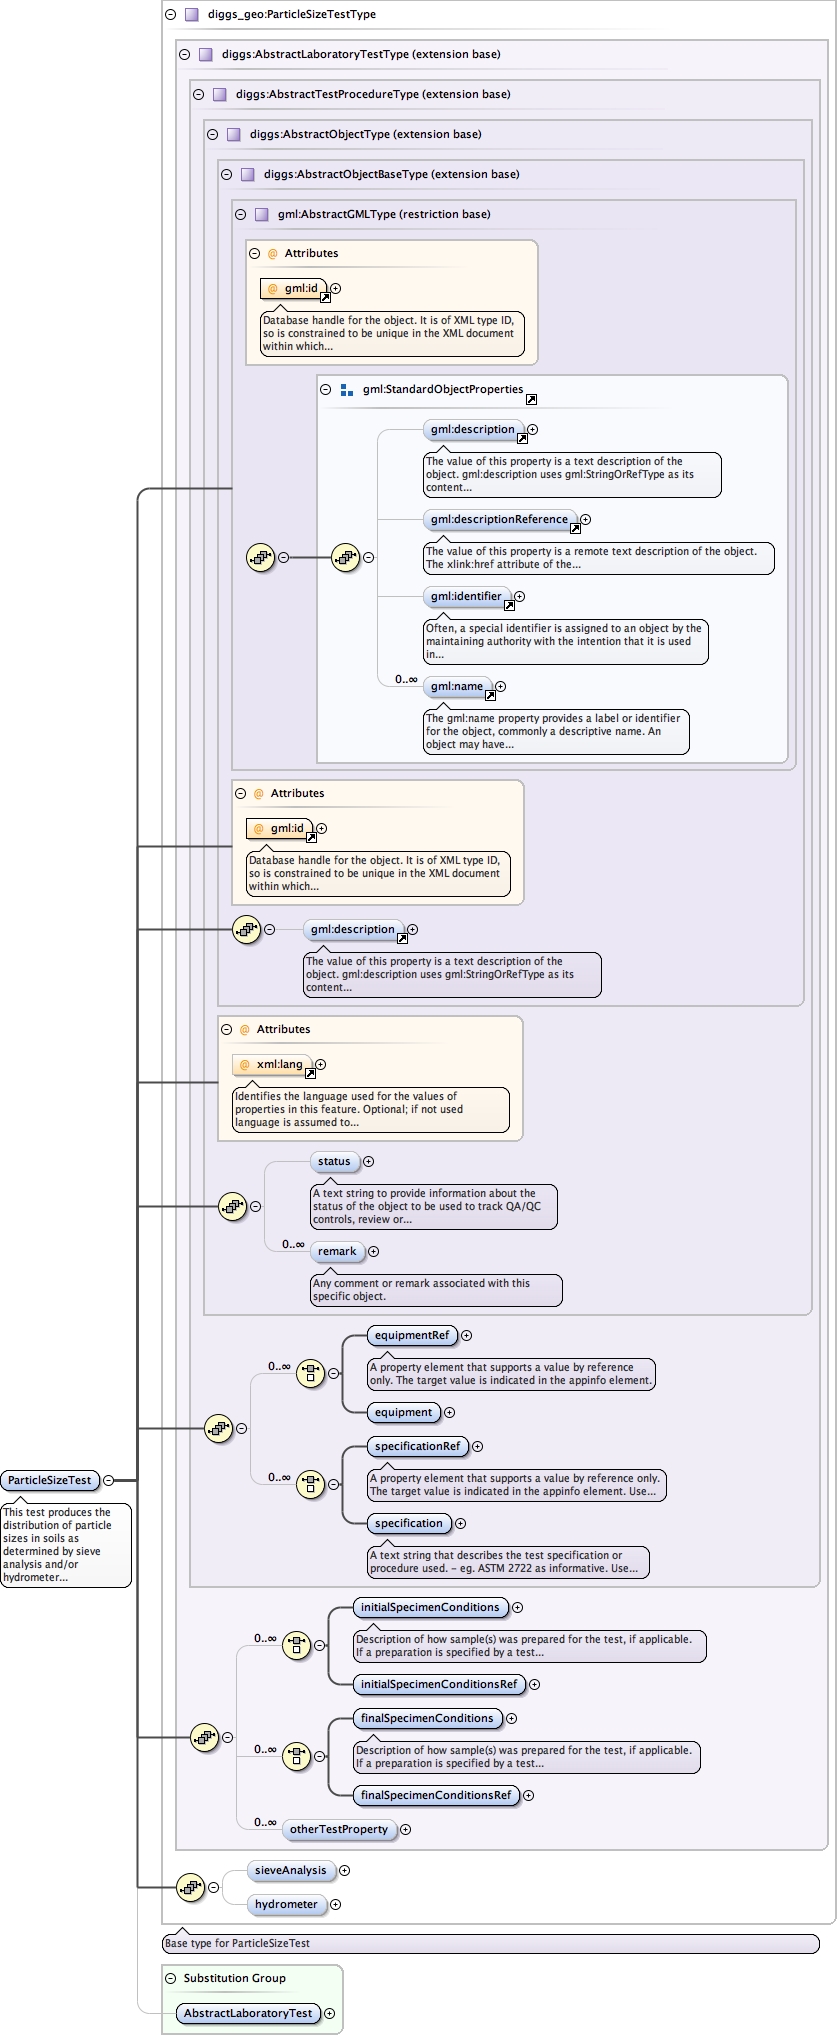 diggs_geo:ParticleSizeTestType
diggs:AbstractLaboratoryTestType (extension base)
diggs:AbstractTestProcedureType (extension base)
diggs:AbstractObjectType (extension base)
diggs:AbstractObjectBaseType (extension base)
gml:AbstractGMLType (restriction base)
@ Attributes
@ gml:id
Database handle for the object. It is of XML type ID,
so is constrained to be unique in the XML document
within which...
gml:StandardObjectProperties
gml:description
The value of this property is a text description of the
object. gml:description uses gml:StringOrRefType as its
content...
gml:descriptionReference
The value of this property is a remote text description of the object.
The xlink:href attribute of the...
gml:identifier
Often, a special identifier is assigned to an object by the
maintaining authority with the intention that it is used
in...
0..∞
gml:name
The gml:name property provides a label or identifier
for the object, commonly a descriptive name. An
object may have...
@ Attributes
@ gml:id
Database handle for the object. It is of XML type ID,
so is constrained to be unique in the XML document
within which...
gml:description
The value of this property is a text description of the
object. gml:description uses gml:StringOrRefType as its
content...
@ Attributes
@ xml:lang
Identifies the language used for the values of
properties in this feature. Optional; if not used
language is assumed to...
status
A text string to provide information about the
status of the object to be used to track QA/QC
controls, review or...
0..∞
remark
Any comment or remark associated with this
specific object.
equipmentRef
0..∞
A property element that supports a value by reference
only. The target value is indicated in the appinfo element.
equipment
specificationRef
0..∞
A property element that supports a value by reference only.
The target value is indicated in the appinfo element. Use...
specification
A text string that describes the test specification or
procedure used. - eg. ASTM 2722 as informative. Use...
ParticleSizeTest
This test produces the
distribution of particle
sizes in soils as
determined by sieve
analysis and/or
hydrometer...
initialSpecimenConditions
0..∞
Description of how sample(s) was prepared for the test, if applicable.
If a preparation is specified by a test...
initialSpecimenConditionsRef
finalSpecimenConditions
0..∞
Description of how sample(s) was prepared for the test, if applicable.
If a preparation is specified by a test...
finalSpecimenConditionsRef
0..∞
otherTestProperty
sieveAnalysis
hydrometer
Base type for ParticleSizeTest
Substitution Group
AbstractLaboratoryTest